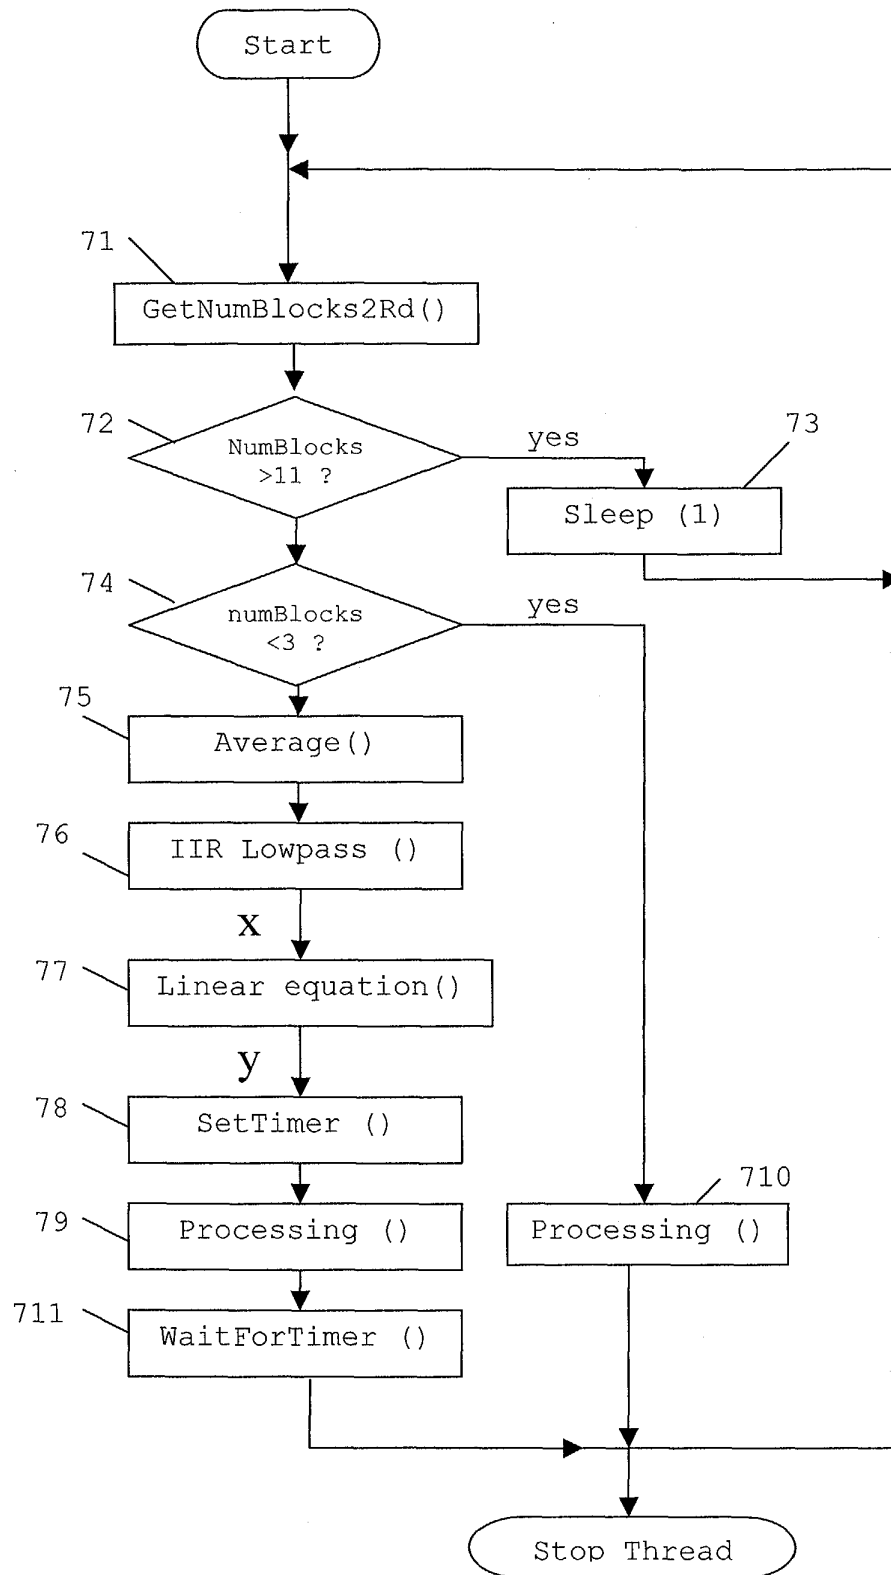 Start
71
GetNumBlocks2Rd()
72
NumBlocks
>11 ?
yes
73
Sleep (1)
74
numBlocks
<3 ?
yes
75
Average()
76
IIR Lowpass ()
x
77
Linear equation()
y
78
SetTimer ()
79
Processing ()
710
Processing ()
711
WaitForTimer ()
Stop Thread